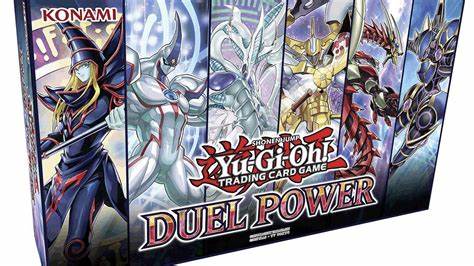 KONAMI
SHONEN JUMP
Yu-Gi-Oh!
TRADING CARD GAME
DUEL POWER